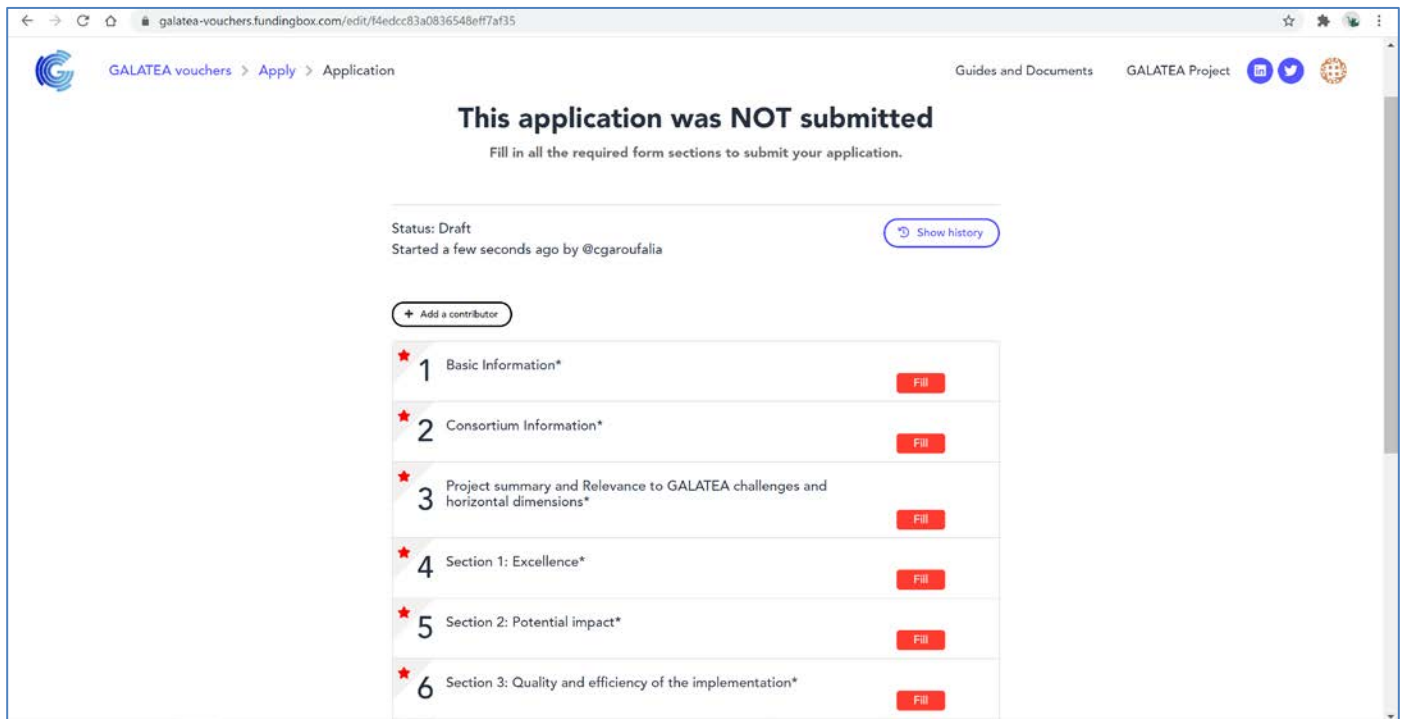 galatea-vouchers.fundingbox.com/edit/f4edcc83a0836548eff7af35
GALATEA vouchers > Apply > Application
Guides and Documents
GALATEA Project
in
This application was NOT submitted
Fill in all the required form sections to submit your application.
Status: Draft
Started a few seconds ago by @cgaroufalia
Show history
+ Add a contributor
1 Basic Information*
Fill
2 Consortium Information*
Fill
3 Project summary and Relevance to GALATEA challenges and
horizontal dimensions*
Fill
4 Section 1: Excellence*
Fill
5 Section 2: Potential impact*
Fill
6 Section 3: Quality and efficiency of the implementation*
Fill